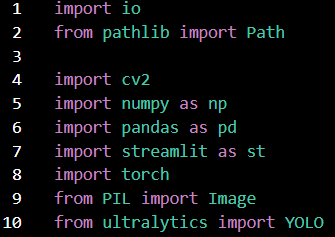 1 import io
2 from pathlib import Path
3
4 import cv2
5 import numpy as np
6 import pandas as pd
7 import streamlit as st
8 import torch
9 from PIL import Image
10 from ultralytics import YOLO